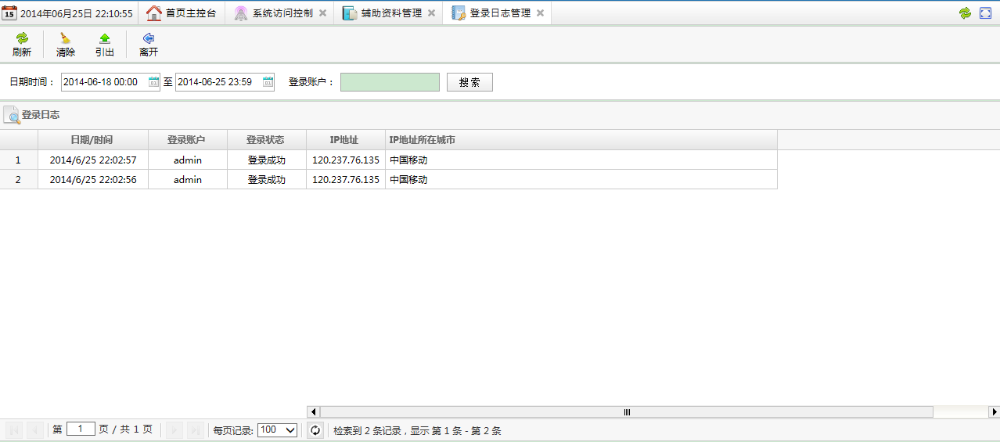 15 2014年06月25日 22:10:55 首页主控台 系统访问控制 辅助资料管理 登录日志管理
刷新 清除 引出 离开
日期时间： 2014-06-18 00:00 至 2014-06-25 23:59 登录账户： 搜 索
登录日志
日期/时间 登录账户 登录状态 IP地址 IP地址所在城市
1 2014/6/25 22:02:57 admin 登录成功 120.237.76.135 中国移动
2 2014/6/25 22:02:56 admin 登录成功 120.237.76.135 中国移动
第 1 页 / 共 1 页 每页记录: 100 检索到 2 条记录，显示 第 1 条 - 第 2 条